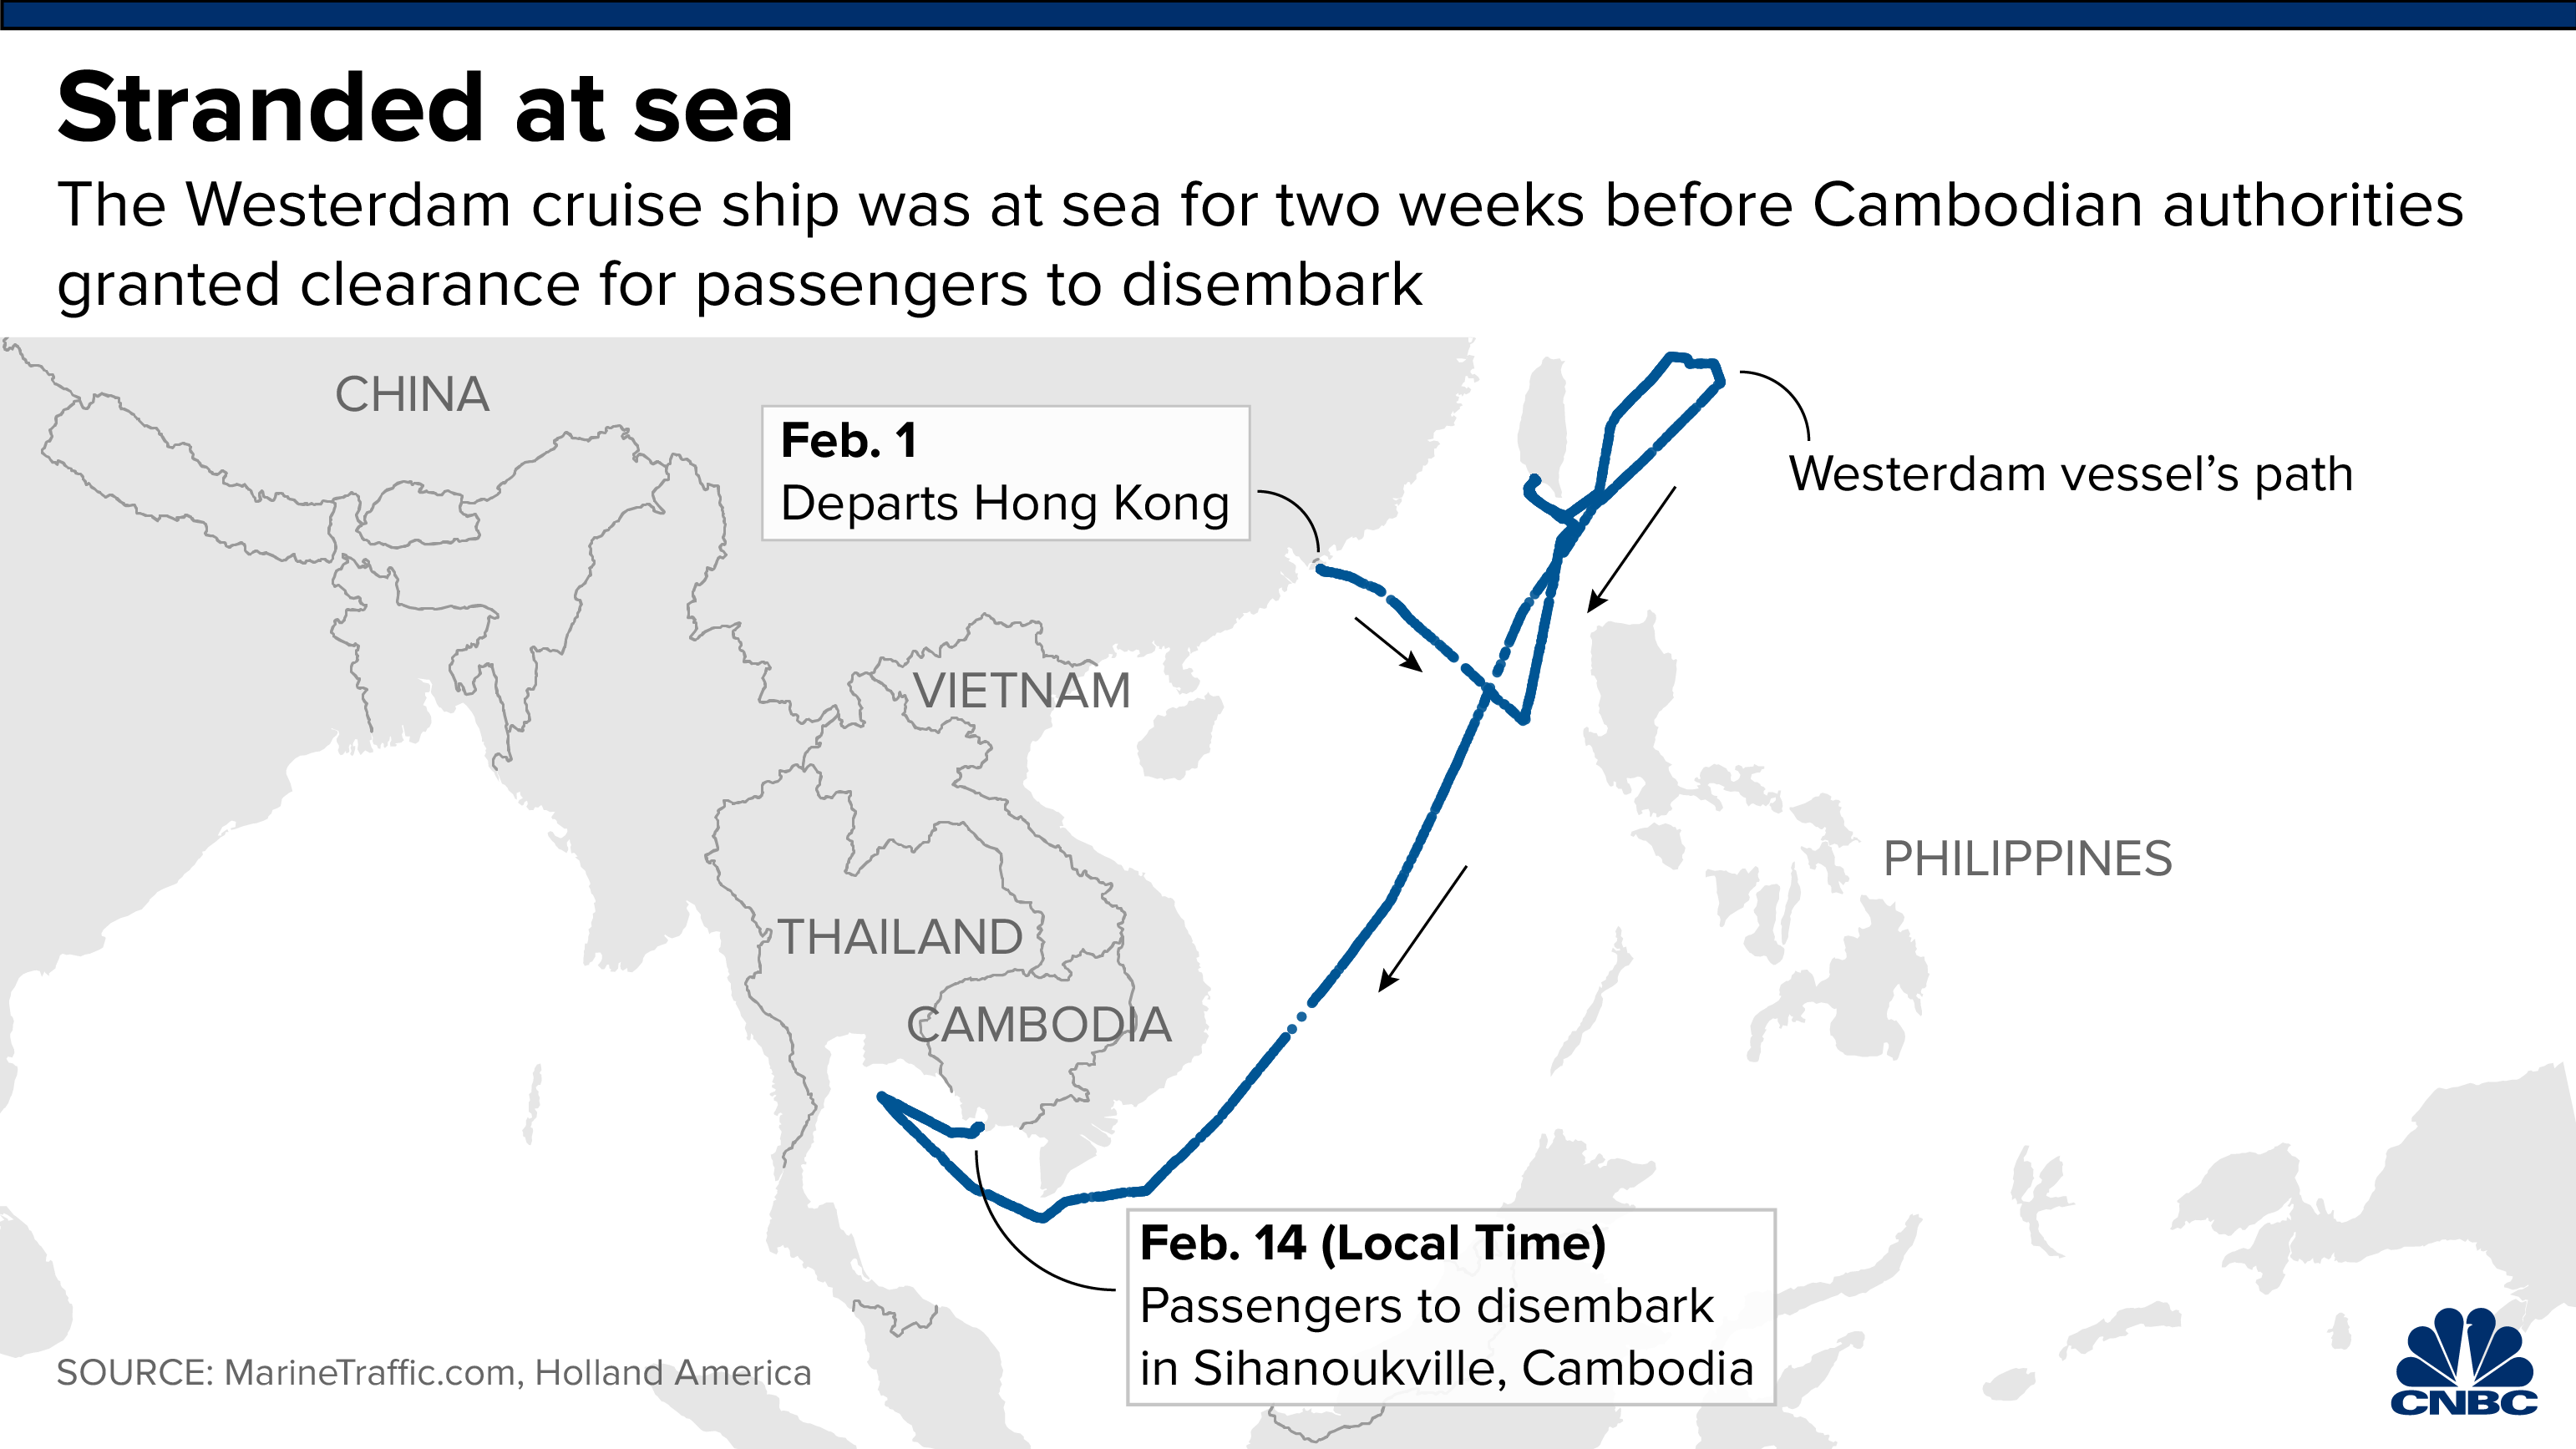 Stranded at sea
The Westerdam cruise ship was at sea for two weeks before Cambodian authorities
granted clearance for passengers to disembark
CHINA
Feb. 1
Departs Hong Kong
Westerdam vessel’s path
VIETNAM
PHILIPPINES
THAILAND
CAMBODIA
Feb. 14 (Local Time)
Passengers to disembark
in Sihanoukville, Cambodia
SOURCE: MarineTraffic.com, Holland America
CNBC